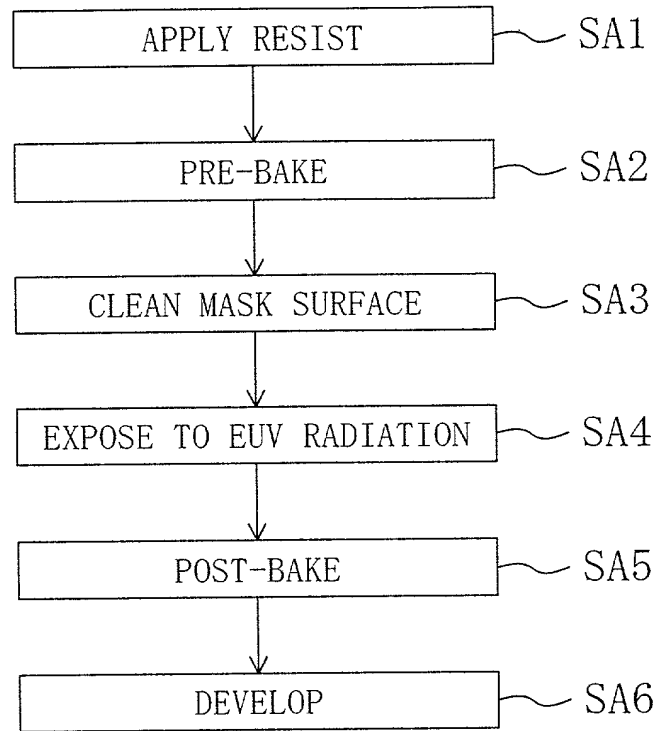 APPLY RESIST SA1
PRE-BAKE SA2
CLEAN MASK SURFACE SA3
EXPOSE TO EUV RADIATION SA4
POST-BAKE SA5
DEVELOP SA6